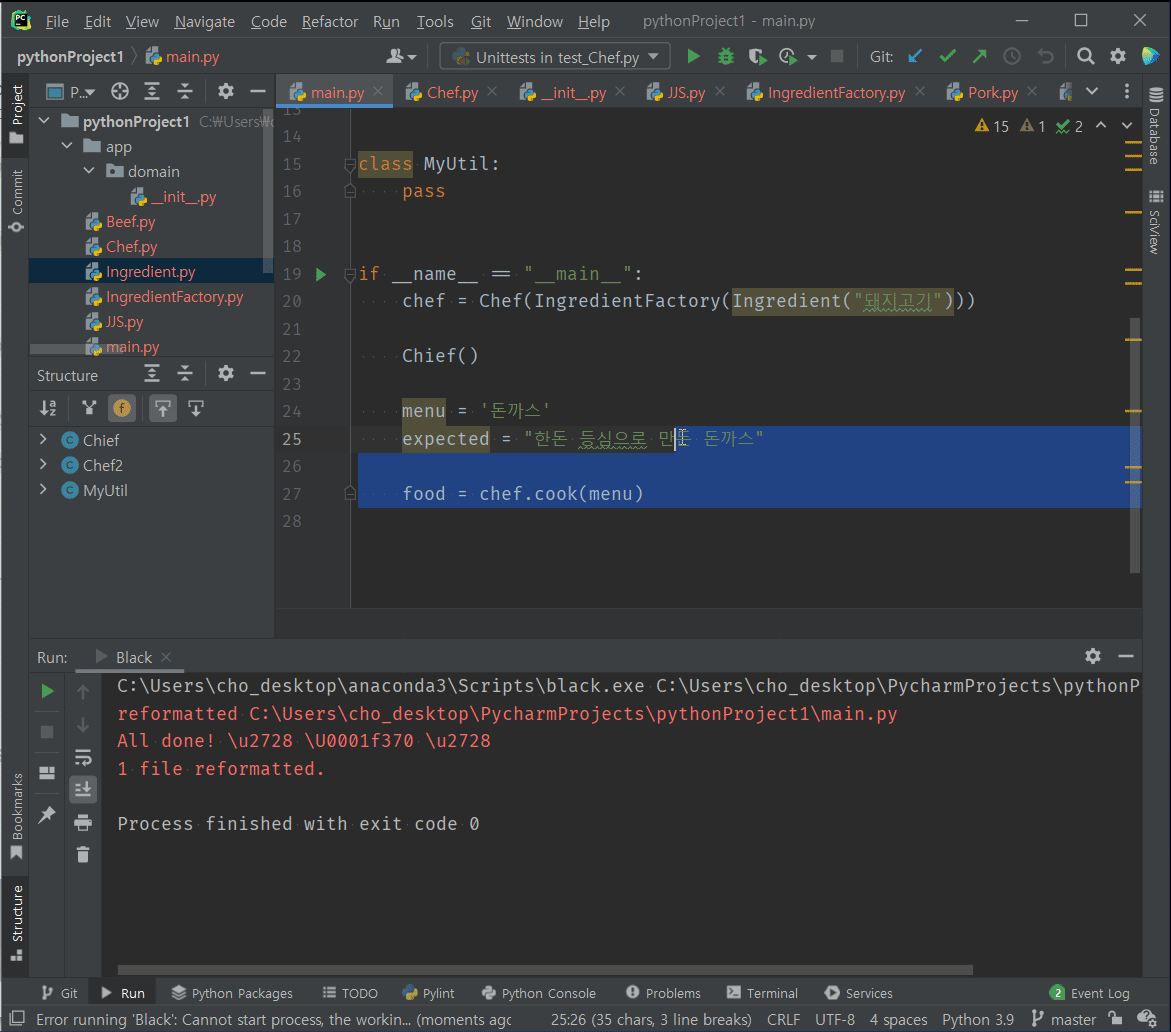 File Edit View Navigate Code Refactor Run Tools Git Window Help pythonProject1 - main.py
pythonProject1 main.py Unittests in test_Chef.py Git:
Project
Commit
Bookmarks
Structure
P...
pythonProject1 C:₩Users₩c
app
domain
__init__.py
Beef.py
Chef.py
Ingredient.py
IngredientFactory.py
JJS.py
main.py
Structure
Chief
Chef2
MyUtil
main.py Chef.py __init__.py JJS.py IngredientFactory.py Pork.py
15 1 2
13
14
15 class MyUtil:
16 pass
17
18
19 if __name__ == "__main__":
20 chef = Chef(IngredientFactory(Ingredient("돼지고기")))
21
22 Chief()
23
24 menu = '돈까스'
25 expected = "한돈 등심으로 만든 돈까스"
26
27 food = chef.cook(menu)
28
Database
SciView
Run: Black
C:\Users\cho_desktop\anaconda3\Scripts\black.exe C:\Users\cho_desktop\PycharmProjects\pythonP
reformatted C:\Users\cho_desktop\PycharmProjects\pythonProject1\main.py
All done! \u2728 \U0001f370 \u2728
1 file reformatted.
Process finished with exit code 0
Git Run Python Packages TODO Pylint Python Console Problems Terminal Services 2 Event Log
Error running 'Black': Cannot start process, the workin... (moments agc 25:26 (35 chars, 3 line breaks) CRLF UTF-8 4 spaces Python 3.9 master